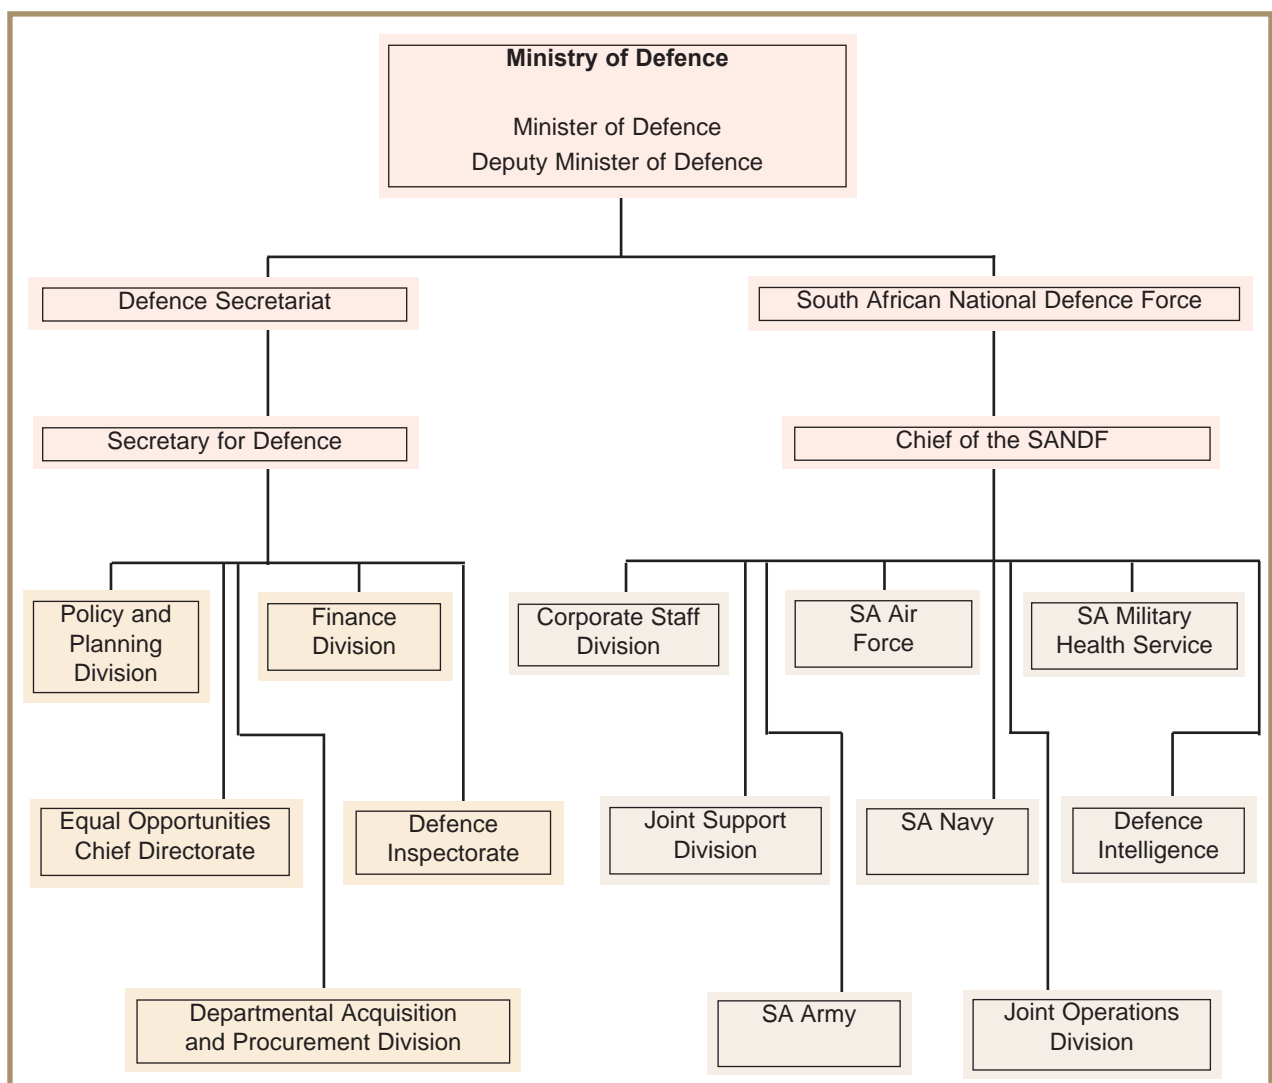 Ministry of Defence
Minister of Defence
Deputy Minister of Defence
Defence Secretariat
South African National Defence Force
Secretary for Defence
Chief of the SANDF
Policy and
Planning
Division
Finance
Division
Corporate Staff
Division
SA Air
Force
SA Military
Health Service
Equal Opportunities
Chief Directorate
Defence
Inspectorate
Joint Support
Division
SA Navy
Defence
Intelligence
Departmental Acquisition
and Procurement Division
SA Army
Joint Operations
Division